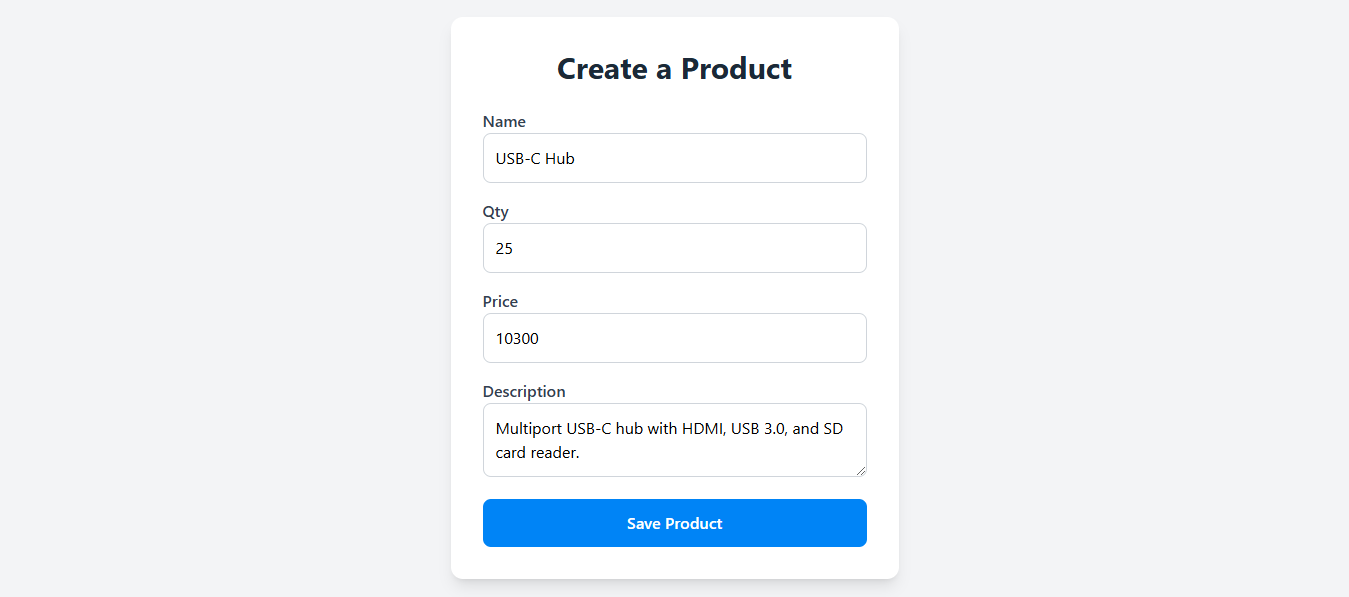 Create a Product
Name
USB-C Hub
Qty
25
Price
10300
Description
Multiport USB-C hub with HDMI, USB 3.0, and SD
card reader.
Save Product